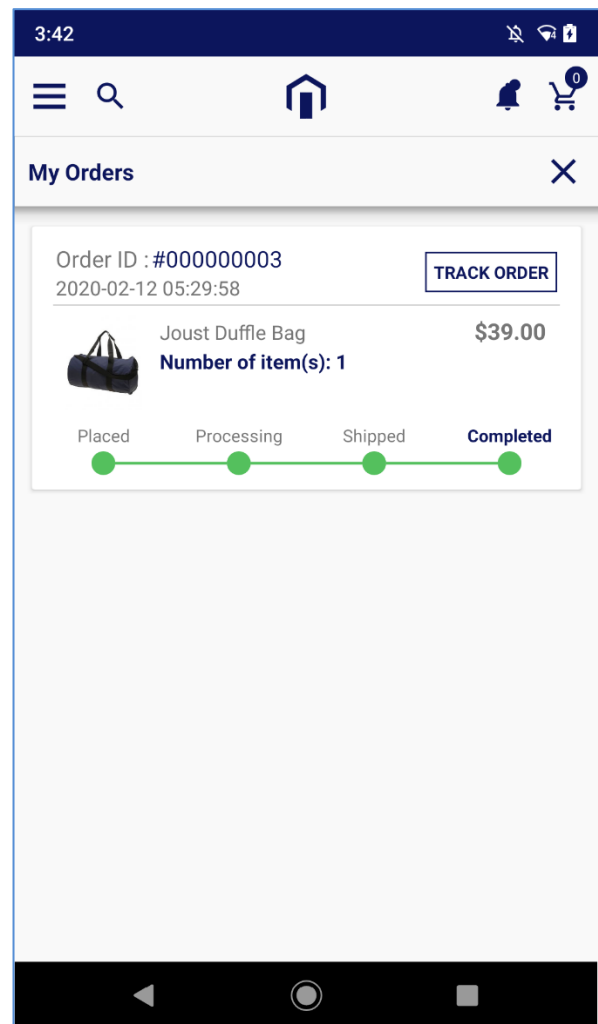 3:42
0
My Orders
Order ID : #000000003
TRACK ORDER
2020-02-12 05:29:58
Joust Duffle Bag
$39.00
Number of item(s): 1
Placed Processing Shipped Completed